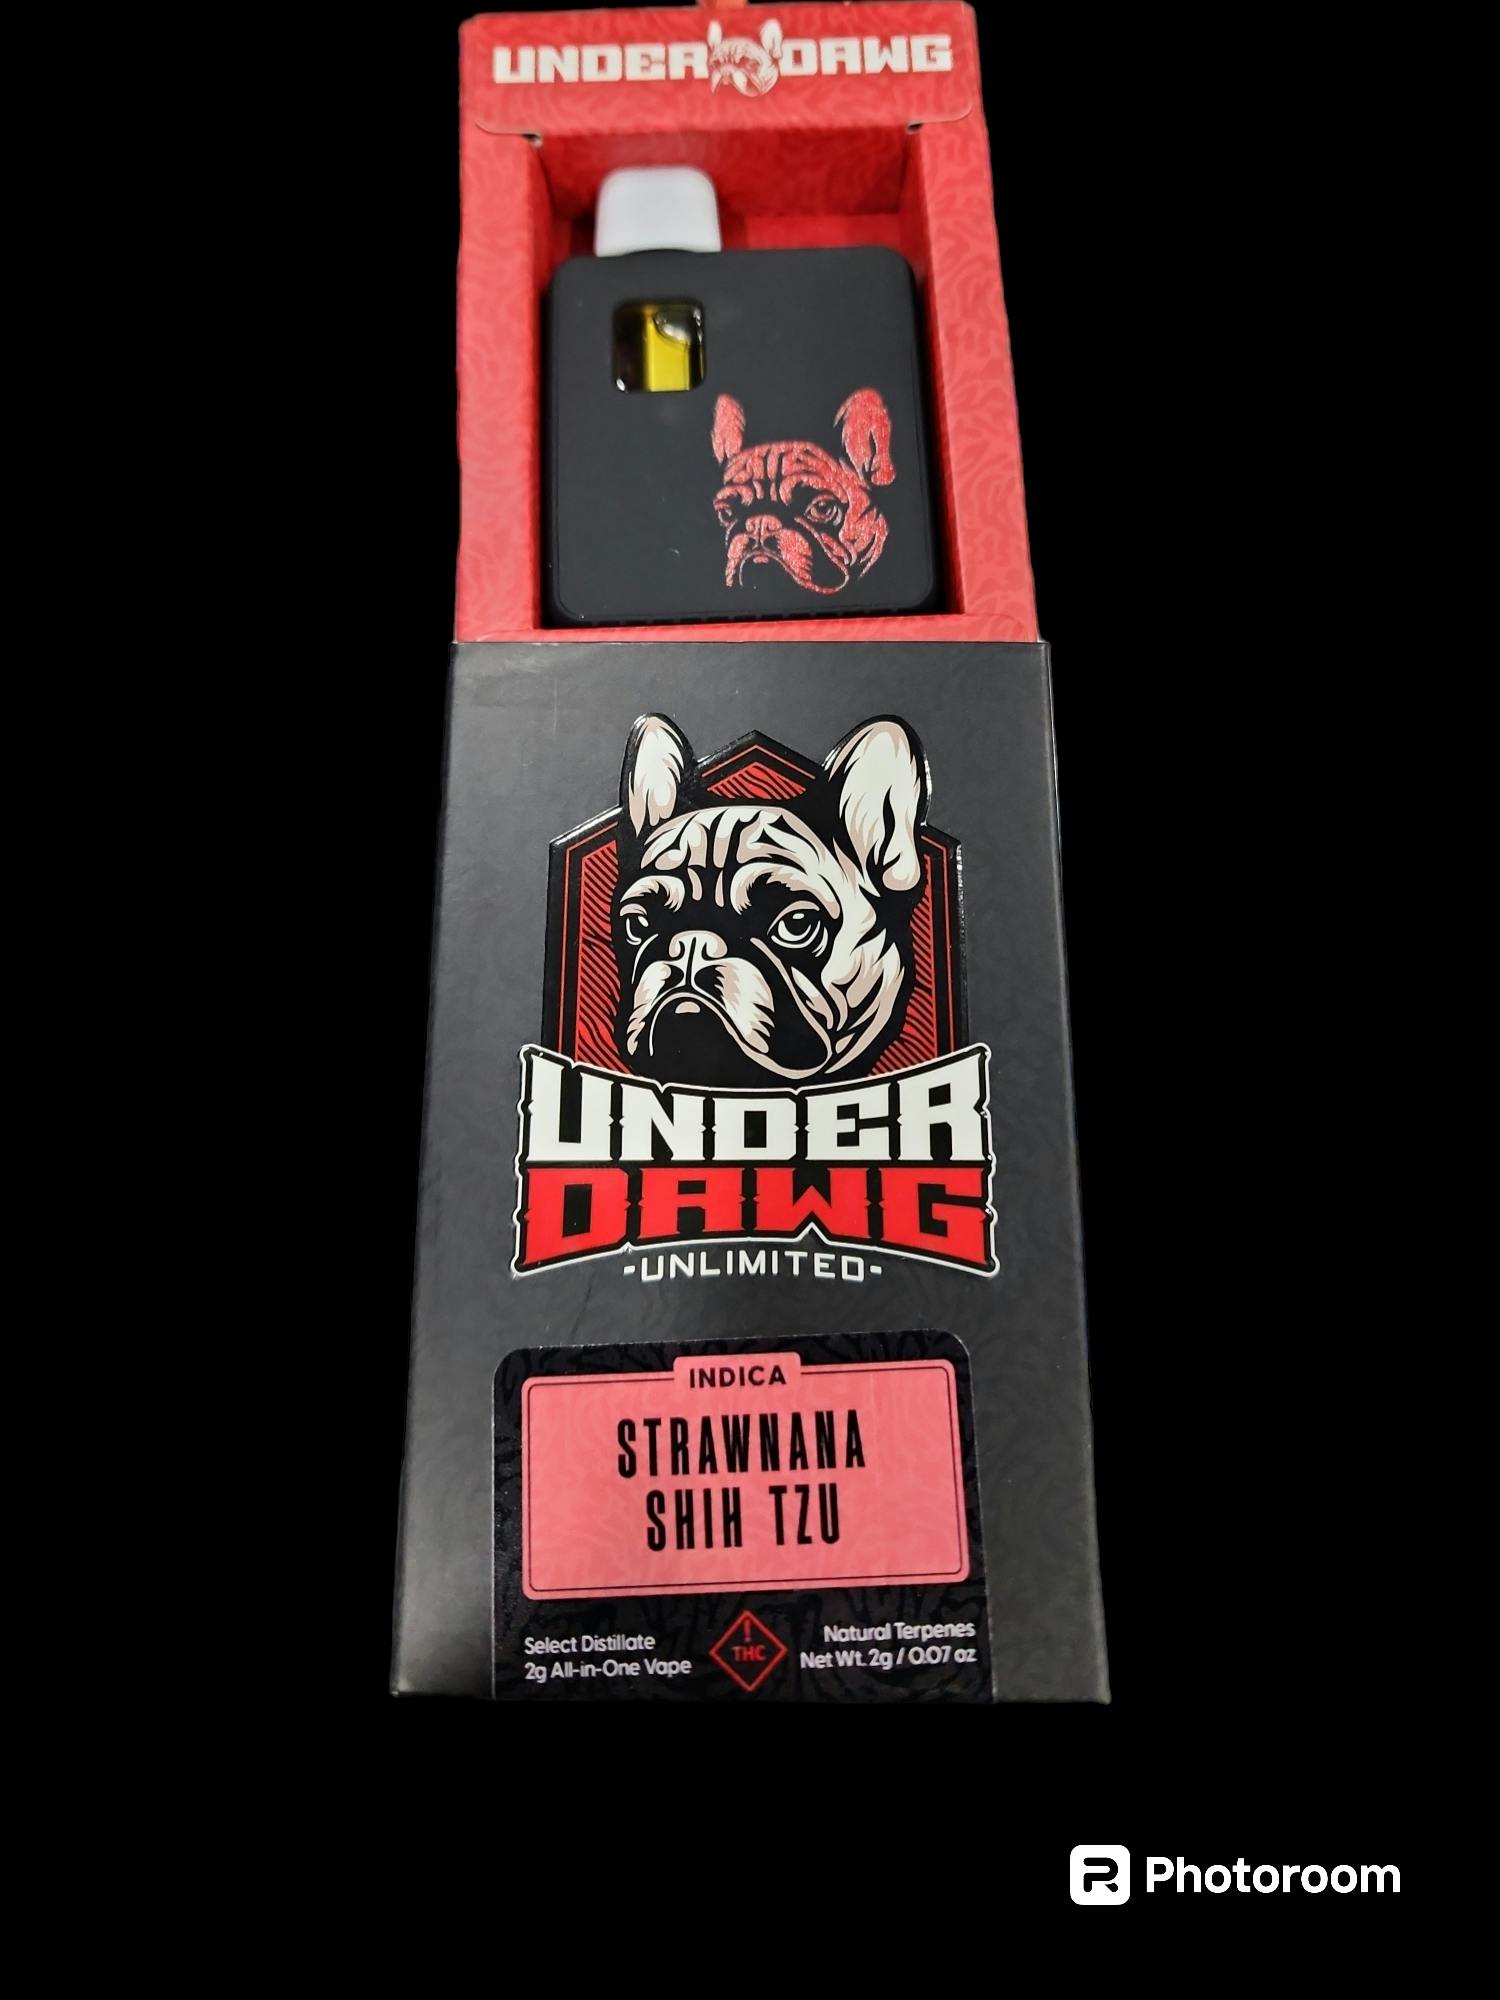 UNDER DAWG
UNDER
DAWG
-UNLIMITED-
INDICA
STRAWNANA
SHIH TZU
Select Distillate
2g All-in-One Vape
!
THC
Natural Terpenes
Net Wt. 2g / 0.07 oz
Photoroom